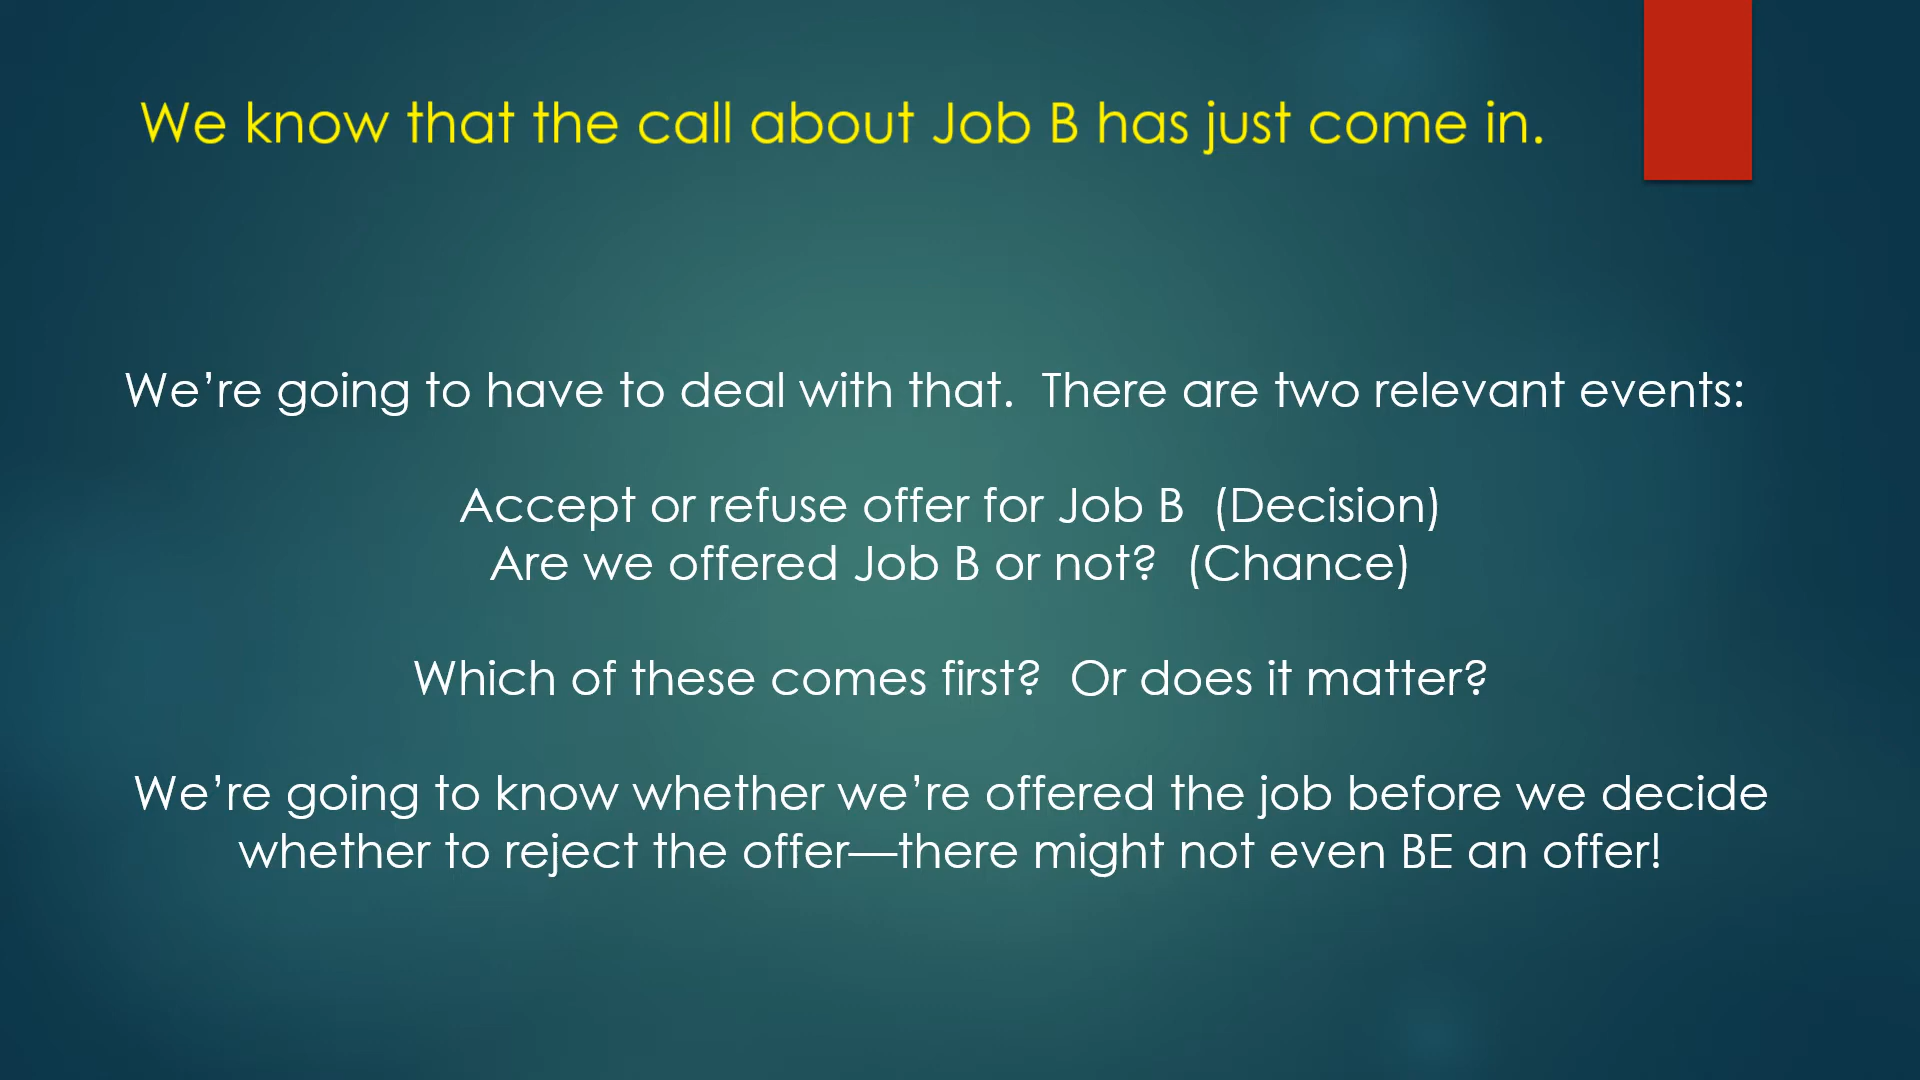 We know that the call about Job B has just come in.
We’re going to have to deal with that.  There are two relevant events:
Accept or refuse offer for Job B  (Decision)
Are we offered Job B or not?  (Chance)
Which of these comes first?  Or does it matter?
We’re going to know whether we’re offered the job before we decide
whether to reject the offer—there might not even BE an offer!